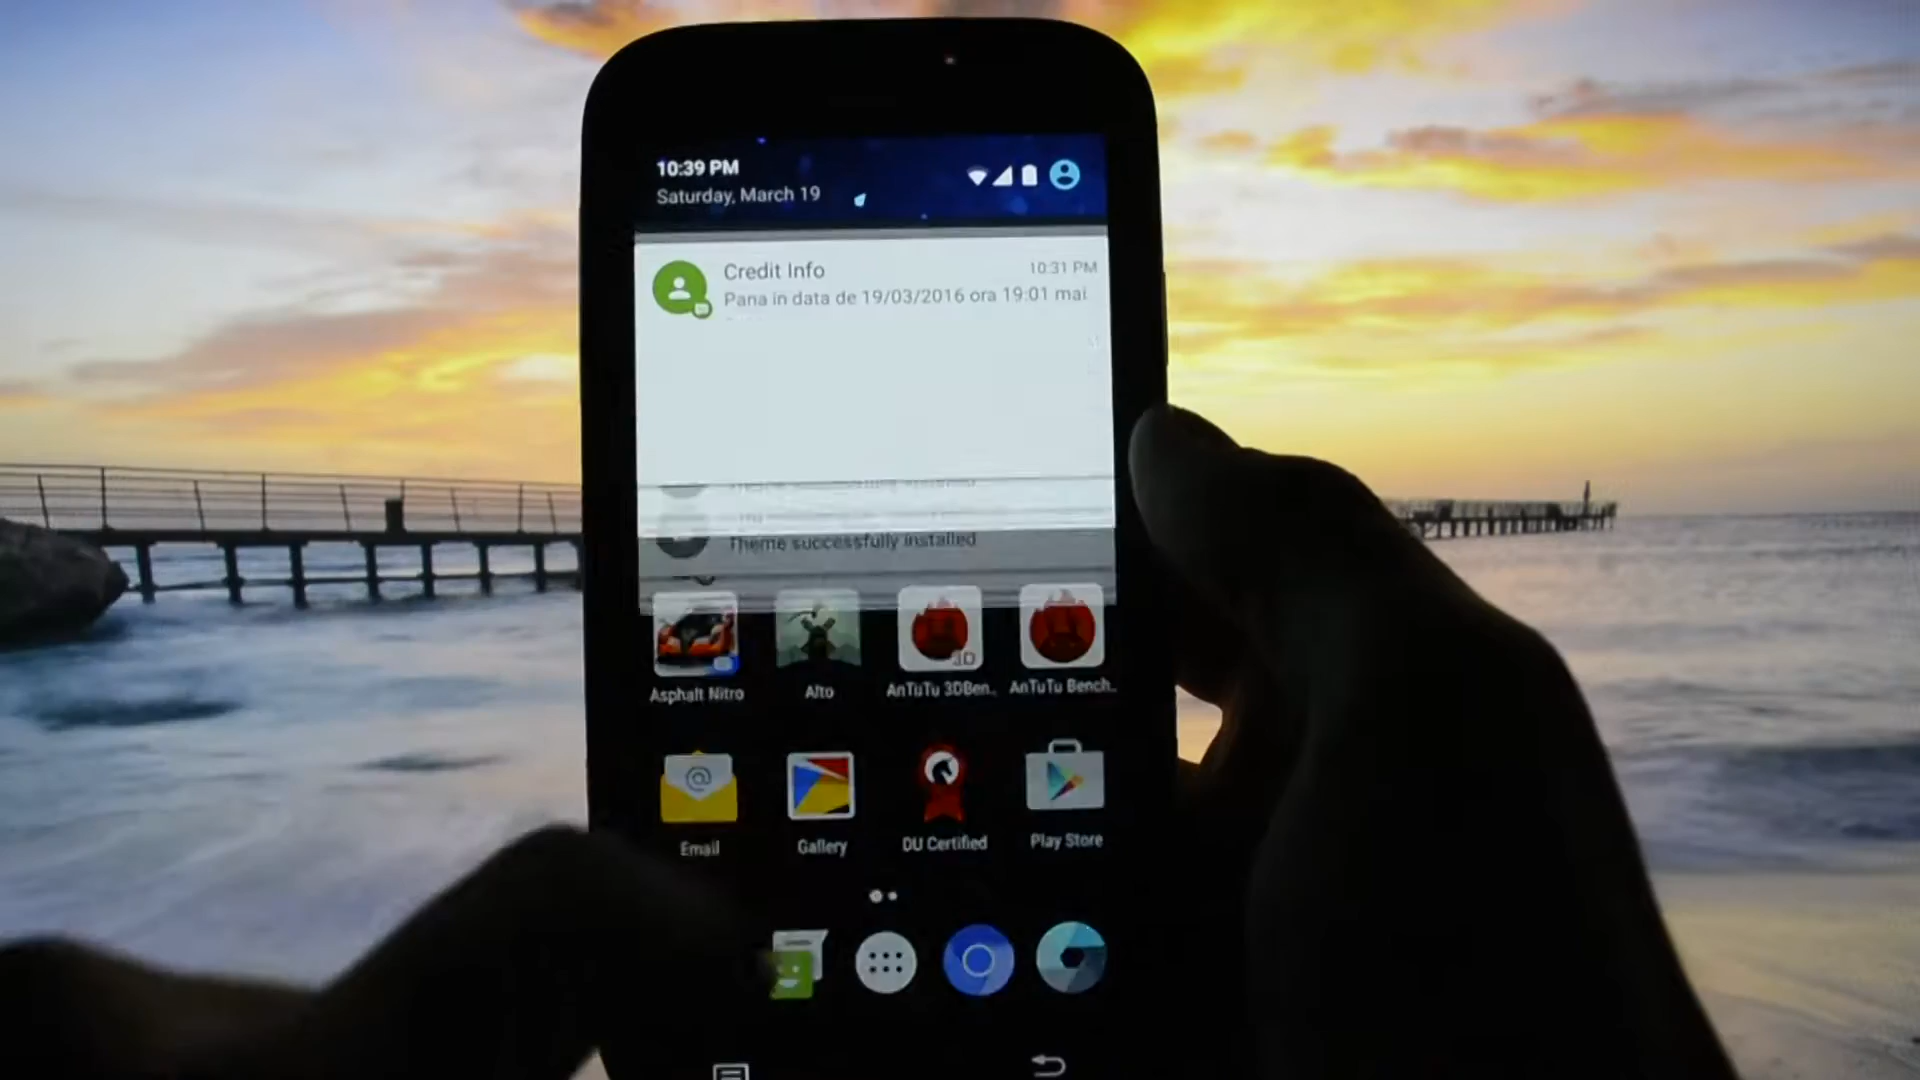 10:39 PM
Saturday, March 19
Credit Info 10:31 PM
Pana in data de 19/03/2016 ora 19:01 mai
Theme successfully installed
3D
Asphalt Nitro Alto AnTuTu 3DBen.. AnTuTu Bench..
@
Email Gallery DU Certified Play Store